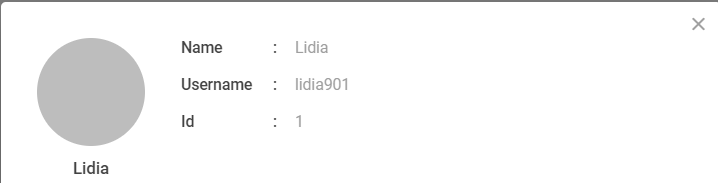 Name : Lidia
Username : lidia901
Id : 1
Lidia